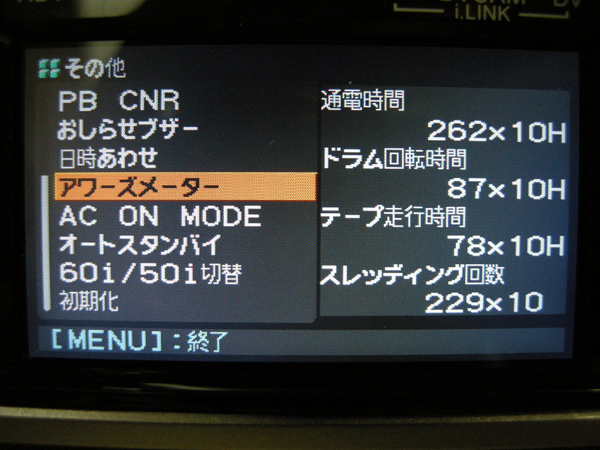 i.LINK
その他
PB CNR
おしらせブザー
日時あわせ
アワーズメーター
AC ON MODE
オートスタンバイ
60i/50i切替
初期化
通電時間
262×10H
ドラム回転時間
87×10H
テープ走行時間
78×10H
スレッディング回数
229×10
[MENU]:終了